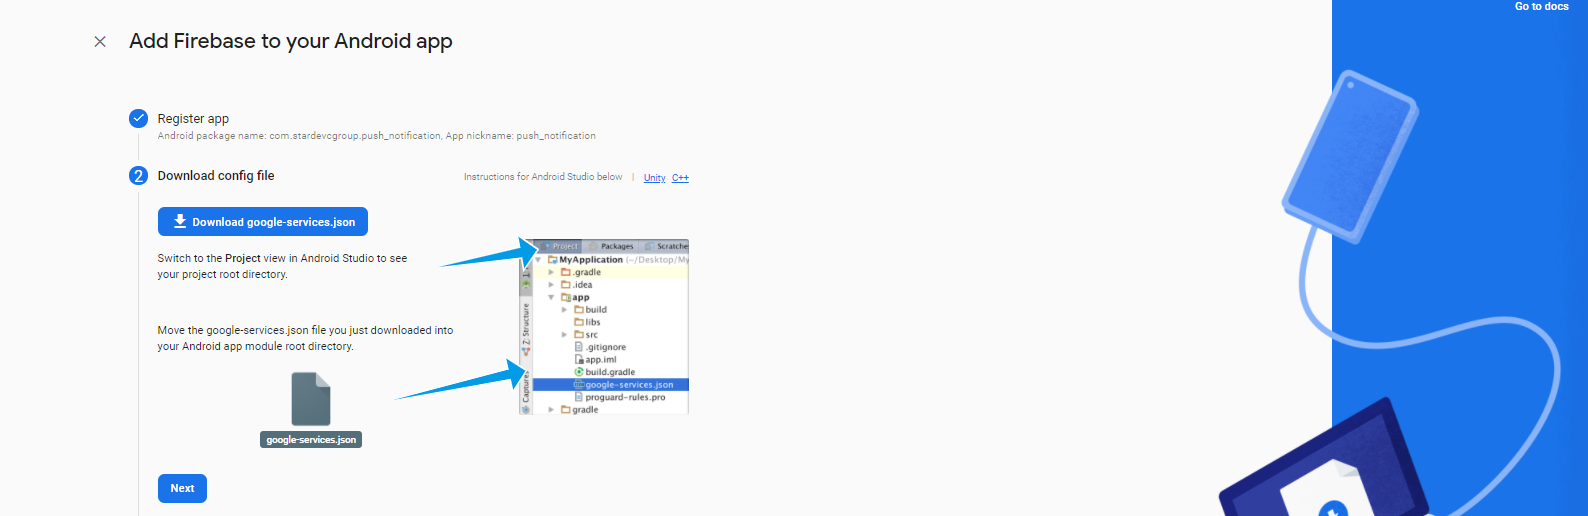 Go to docs
Add Firebase to your Android app
Register app
Android package name: com.stardevcgroup.push_notification, App nickname: push_notification
2 Download config file
Instructions for Android Studio below | Unity C++
Download google-services.json
Switch to the Project view in Android Studio to see
your project root directory.
Move the google-services.json file you just downloaded into
your Android app module root directory.
google-services.json
Project Packages Scratche
MyApplication (~/Desktop/My
.gradle
.idea
app
build
libs
src
.gitignore
app.iml
build.gradle
google-services.json
proguard-rules.pro
gradle
Z: Structure
Captures
Next